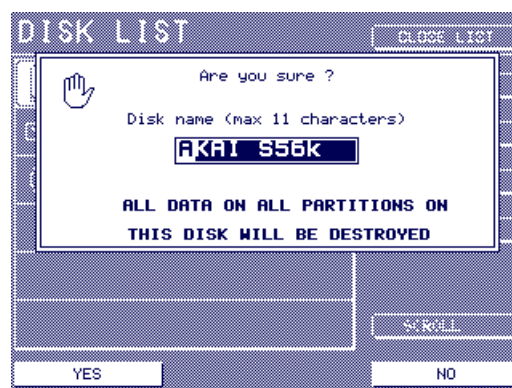 DISK LIST
CLOSE LIST
Are you sure ?
Disk name (max 11 characters)
AKAI S56k
ALL DATA ON ALL PARTITIONS ON
THIS DISK WILL BE DESTROYED
SCROLL
YES
NO